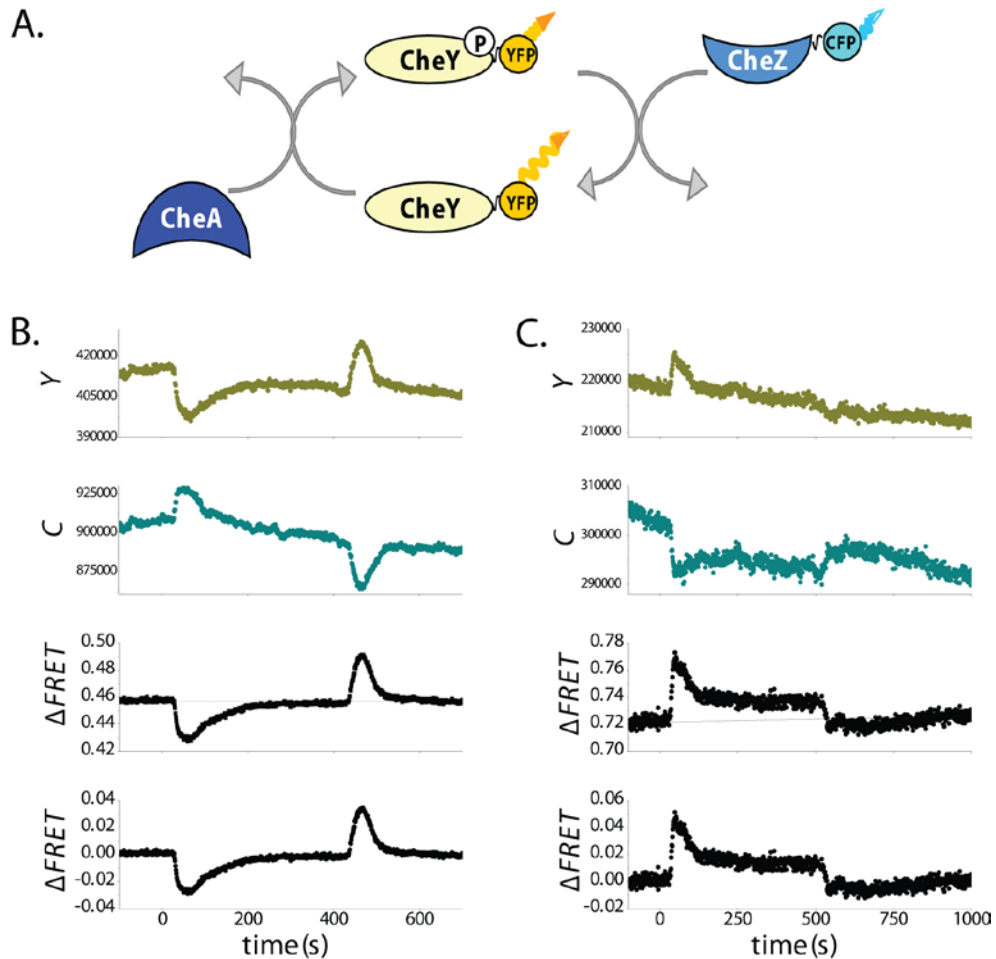 A.
P
CheY
YFP
CheZ
CFP
CheA
CheY
YFP
B.
420000
Y
405000
390000
925000
C
900000
875000
0.50
0.48
ΔFRET
0.46
0.44
0.42
0.04
0.02
ΔFRET
0.00
-0.02
-0.04
0 200 400 600
time(s)
C.
230000
Y
220000
210000
310000
C
300000
290000
0.78
0.76
ΔFRET
0.74
0.72
0.70
0.06
0.04
ΔFRET
0.02
0.00
-0.02
0 250 500 750 1000
time(s)